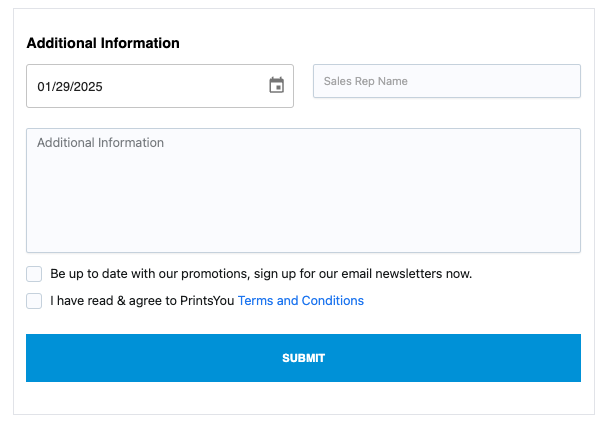 Additional Information
01/29/2025
Sales Rep Name
Additional Information
Be up to date with our promotions, sign up for our email newsletters now.
I have read & agree to PrintsYou Terms and Conditions
SUBMIT